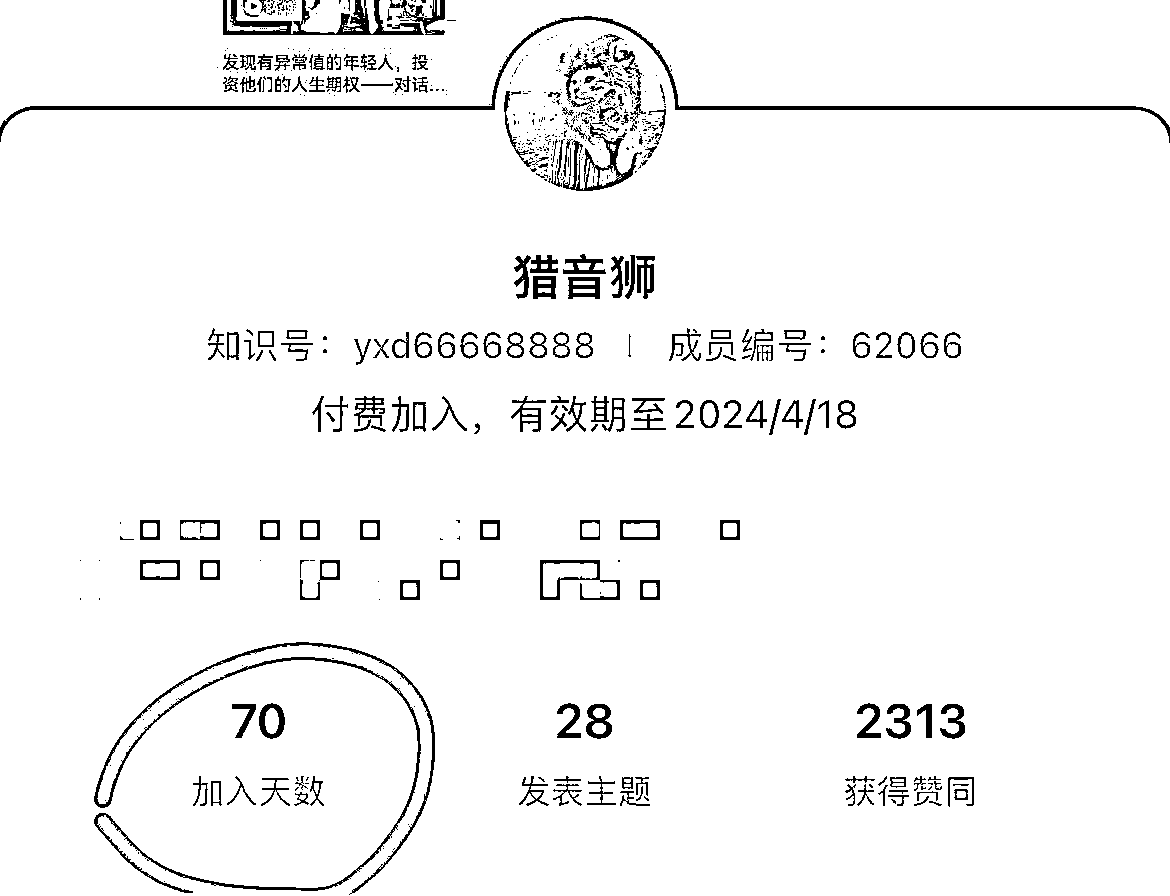 发现有异常值的年轻人，投
资他们的人生期权——对话...
猎音狮
知识号：yxd66668888 | 成员编号：62066
付费加入，有效期至2024/4/18
70 28 2313
加入天数 发表主题 获得赞同